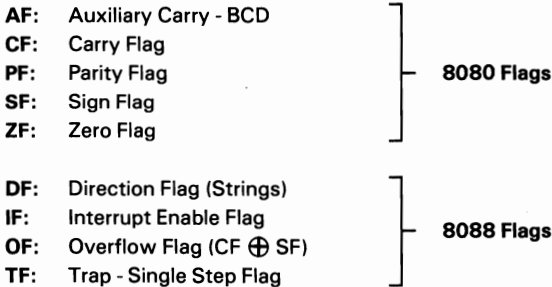 AF: Auxiliary Carry - BCD
CF: Carry Flag
PF: Parity Flag
8080 Flags
SF: Sign Flag
ZF: Zero Flag
DF: Direction Flag (Strings)
IF: Interrupt Enable Flag
8088 Flags
OF: Overflow Flag (CF ⊕ SF)
TF: Trap - Single Step Flag